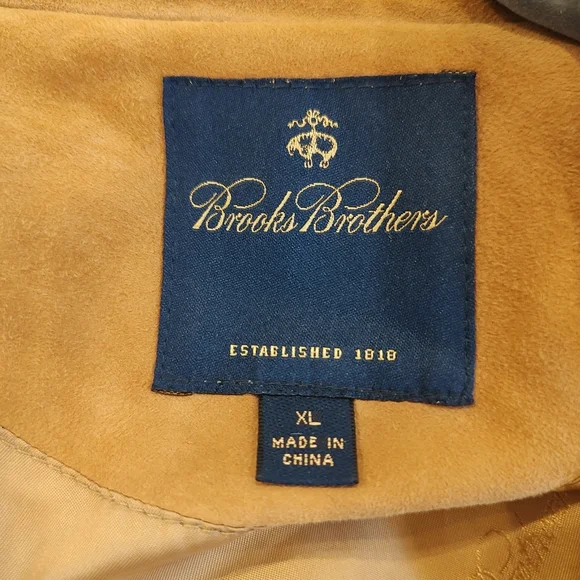 Brooks Brothers
ESTABLISHED 1818
XL
MADE IN
CHINA